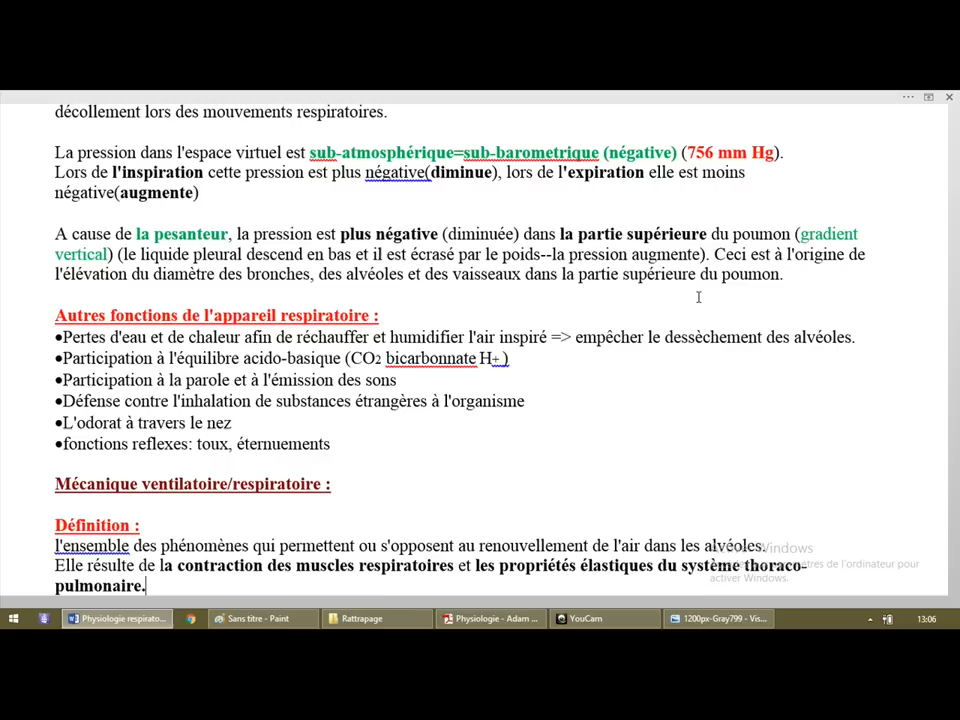 décollement lors des mouvements respiratoires.
La pression dans l'espace virtuel est sub-atmosphérique=sub-barometrique (négative) (756 mm Hg).
Lors de l'inspiration cette pression est plus négative(diminue), lors de l'expiration elle est moins
négative(augmente)
A cause de la pesanteur, la pression est plus négative (diminuée) dans la partie supérieure du poumon (gradient
vertical) (le liquide pleural descend en bas et il est écrasé par le poids--la pression augmente). Ceci est à l'origine de
l'élévation du diamètre des bronches, des alvéoles et des vaisseaux dans la partie supérieure du poumon.
Autres fonctions de l'appareil respiratoire :
•Pertes d'eau et de chaleur afin de réchauffer et humidifier l'air inspiré => empêcher le dessèchement des alvéoles.
•Participation à l'équilibre acido-basique (CO2 bicarbonnate H+ )
•Participation à la parole et à l'émission des sons
•Défense contre l'inhalation de substances étrangères à l'organisme
•L'odorat à travers le nez
•fonctions reflexes: toux, éternuements
Mécanique ventilatoire/respiratoire :
Définition :
l'ensemble des phénomènes qui permettent ou s'opposent au renouvellement de l'air dans les alvéoles.
Elle résulte de la contraction des muscles respiratoires et les propriétés élastiques du système thoraco-
pulmonaire.
Windows
l'ordinateur pour
activer Windows.
Physiologie respirato... Sans titre - Paint Rattrapage Physiologie - Adam ... YouCam 1200px-Gray799 - Vis... 13:06